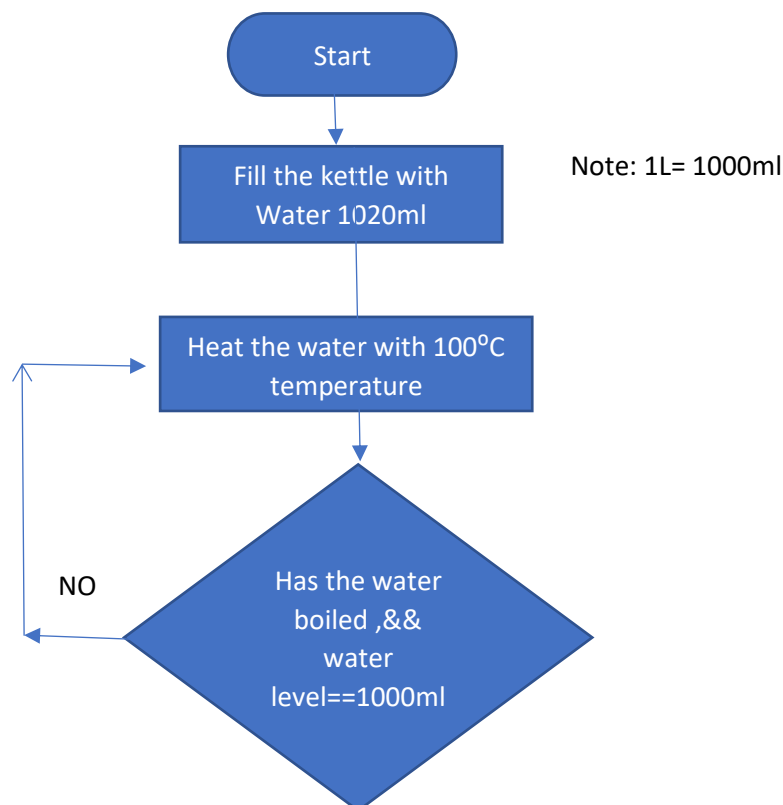 Start
Fill the kettle with
Water 1020ml
Note: 1L= 1000ml
Heat the water with 100⁰C
temperature
NO
Has the water
boiled ,&&
water
level==1000ml